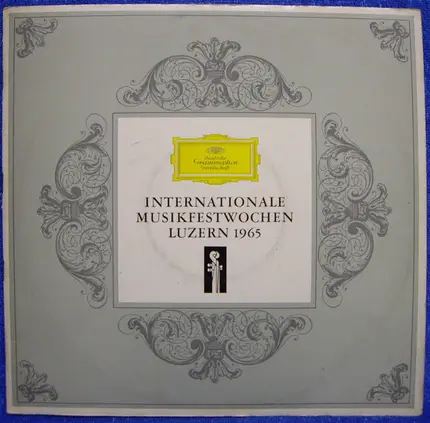 Deutsche
Grammophon
Gesellschaft
INTERNATIONALE
MUSIKFESTWOCHEN
LUZERN 1965